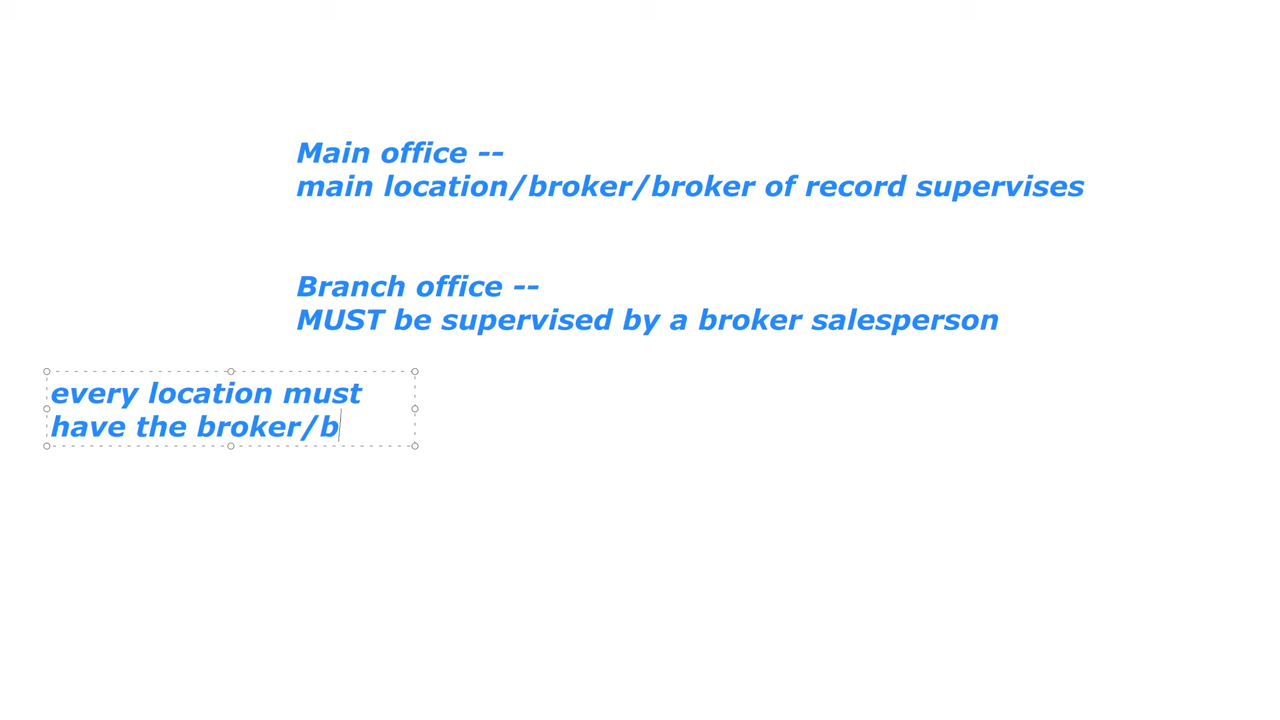 Main office --
main location/broker/broker of record supervises
Branch office --
MUST be supervised by a broker salesperson
every location must
have the broker/b